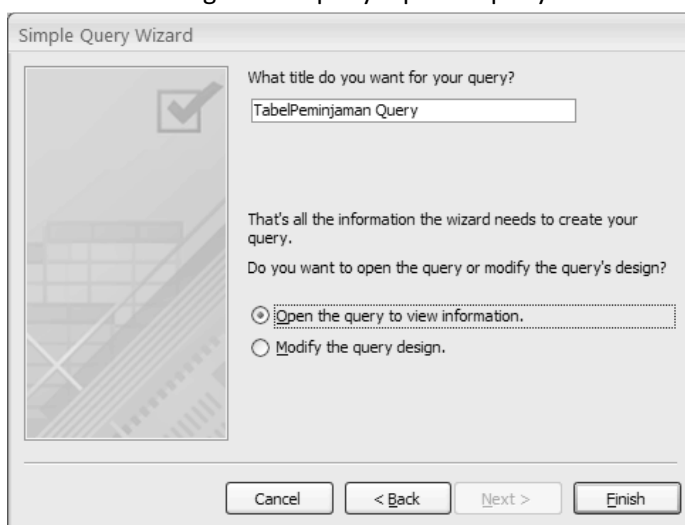 Simple Query Wizard
What title do you want for your query?
TabelPeminjaman Query
That's all the information the wizard needs to create your
query.
Do you want to open the query or modify the query's design?
Open the query to view information.
Modify the query design.
Cancel
< Back
Next >
Finish